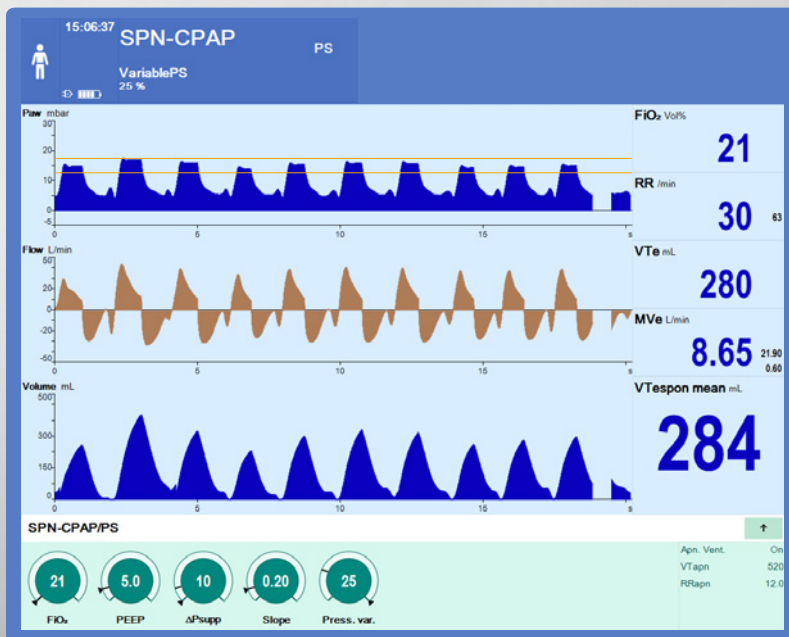 15:06:37
SPN-CPAP
PS
VariablePS
25 %
Paw mbar
30
20
10
0
-5
0 5 10 15 s
FiO₂ Vol%
21
RR /min
30 63
Flow L/min
50
20
0
-20
-50
0 5 10 15 s
VTe mL
280
MVe L/min
8.65 21.90
0.60
Volume mL
500
300
150
0
0 5 10 15 s
VTespon mean mL
284
SPN-CPAP/PS
21 5.0 10 0.20 25
FiO₂ PEEP ΔPsupp Slope Press. var.
Apn. Vent. On
VTapn 520
RRapn 12.0